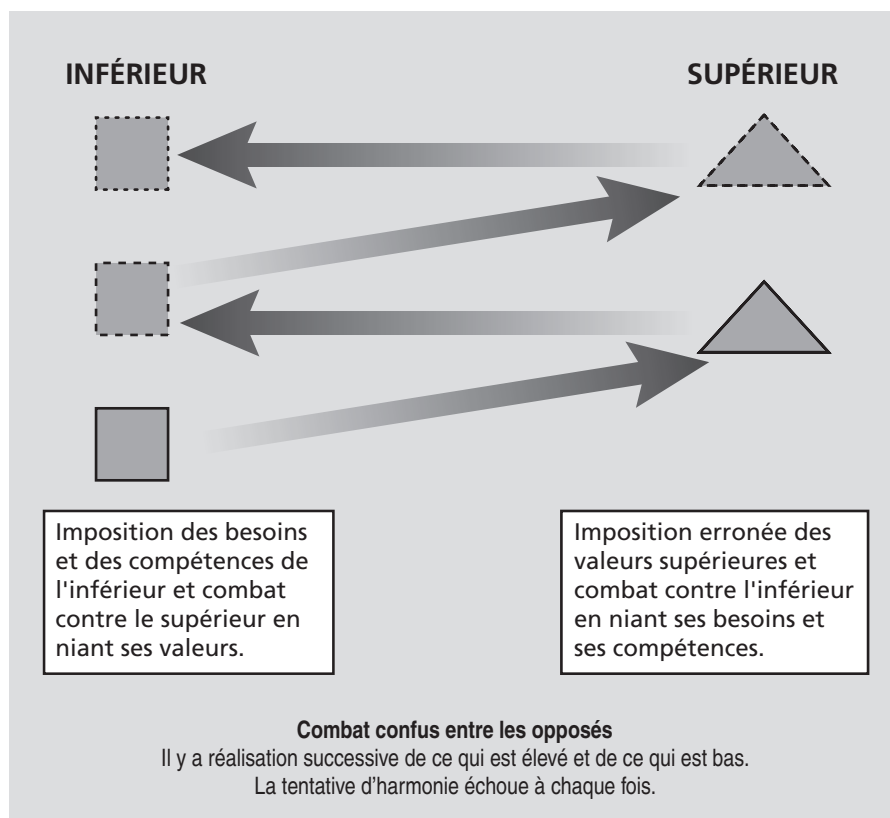 INFÉRIEUR
SUPÉRIEUR
Imposition des besoins
et des compétences de
l'inférieur et combat
contre le supérieur en
niant ses valeurs.
Imposition erronée des
valeurs supérieures et
combat contre l'inférieur
en niant ses besoins et
ses compétences.
Combat confus entre les opposés
Il y a réalisation successive de ce qui est élevé et de ce qui est bas.
La tentative d'harmonie échoue à chaque fois.